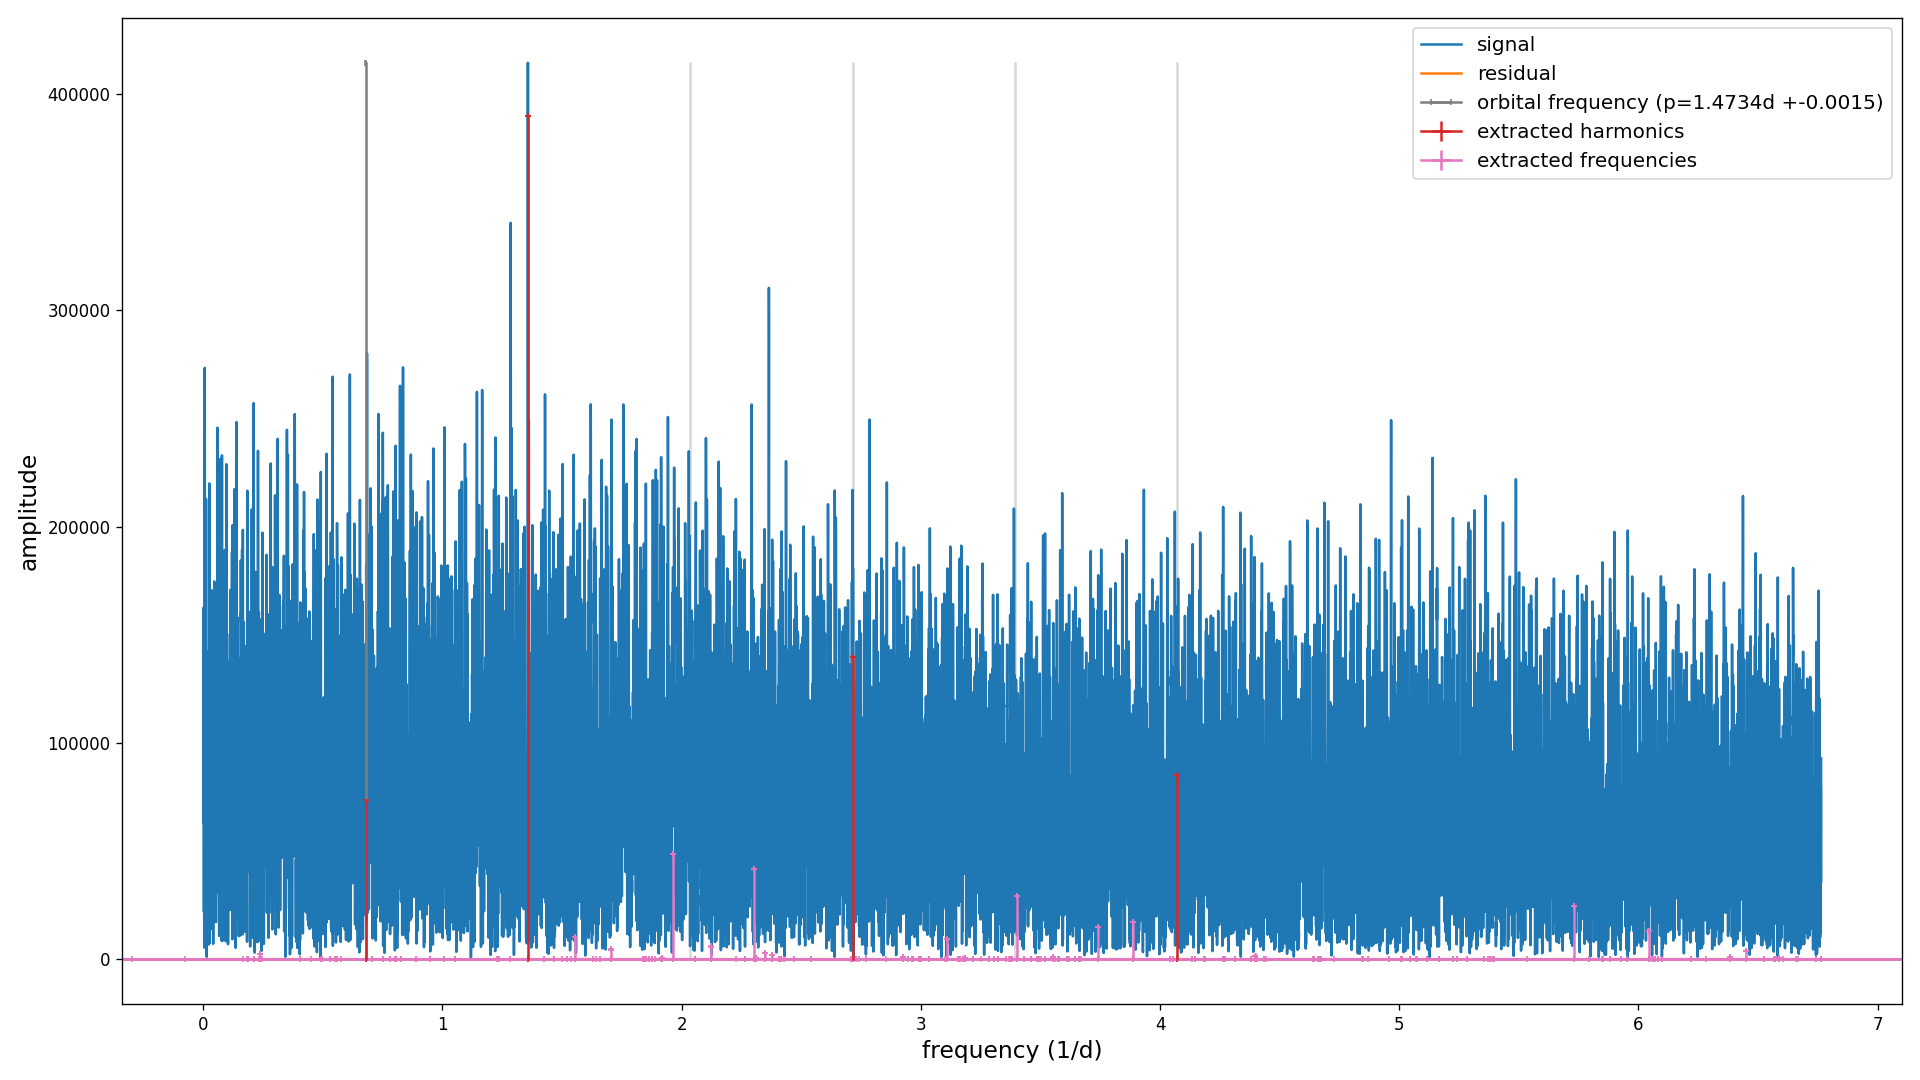 signal
residual
orbital frequency (p=1.4734d +-0.0015)
extracted harmonics
extracted frequencies
400000
300000
200000
100000
0
amplitude
0 1 2 3 4 5 6 7
frequency (1/d)